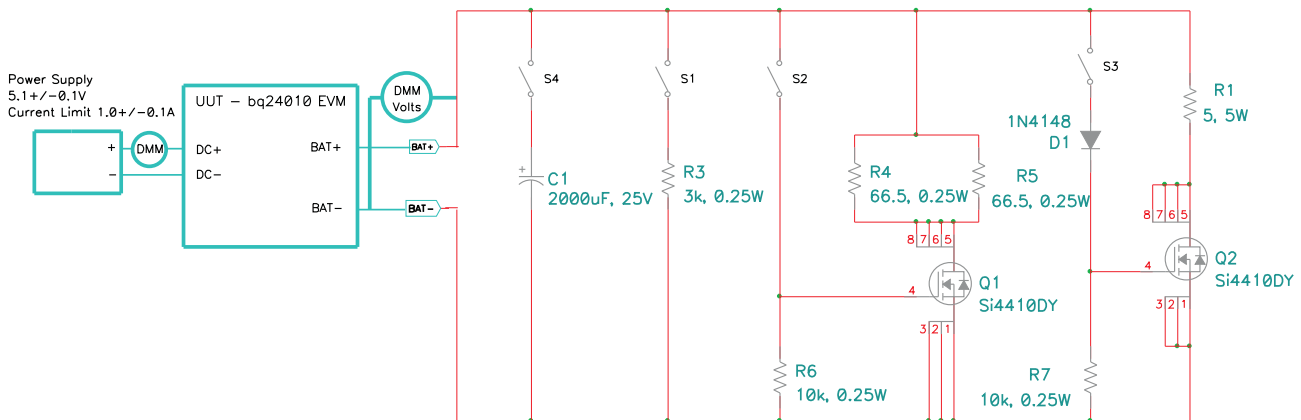 Power Supply
5.1+/-0.1V
Current Limit 1.0+/-0.1A
+
-
DMM
UUT - bq24010 EVM
DC+
DC-
BAT+
BAT-
DMM
Volts
BAT+
BAT-
S4
+
C1
2000uF, 25V
S1
R3
3k, 0.25W
S2
R6
10k, 0.25W
R4
66.5, 0.25W
R5
66.5, 0.25W
8 7 6 5
4
Q1
Si4410DY
3 2 1
S3
1N4148
D1
R1
5, 5W
8 7 6 5
4
Q2
Si4410DY
3 2 1
R7
10k, 0.25W